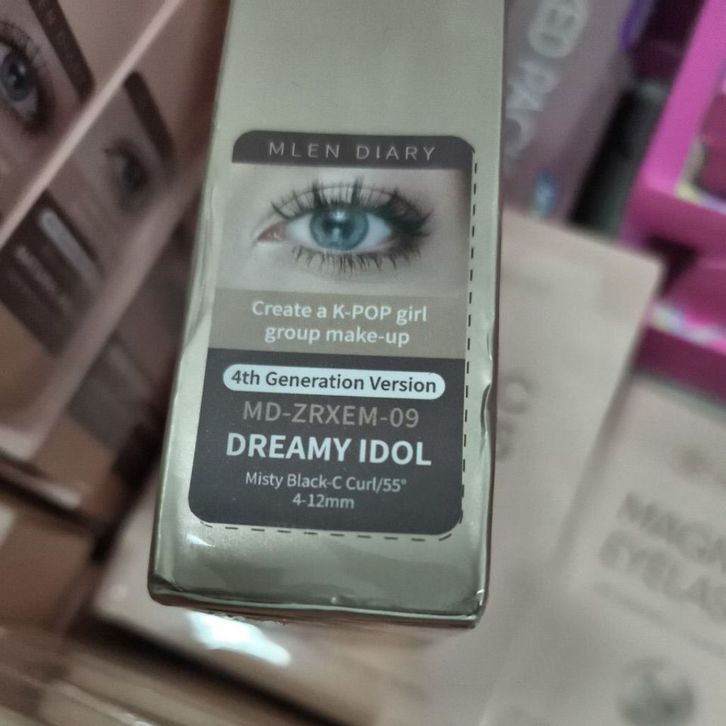 MLEN DIARY
Create a K-POP girl
group make-up
4th Generation Version
MD-ZRXEM-09
DREAMY IDOL
Misty Black-C Curl/55°
4-12mm